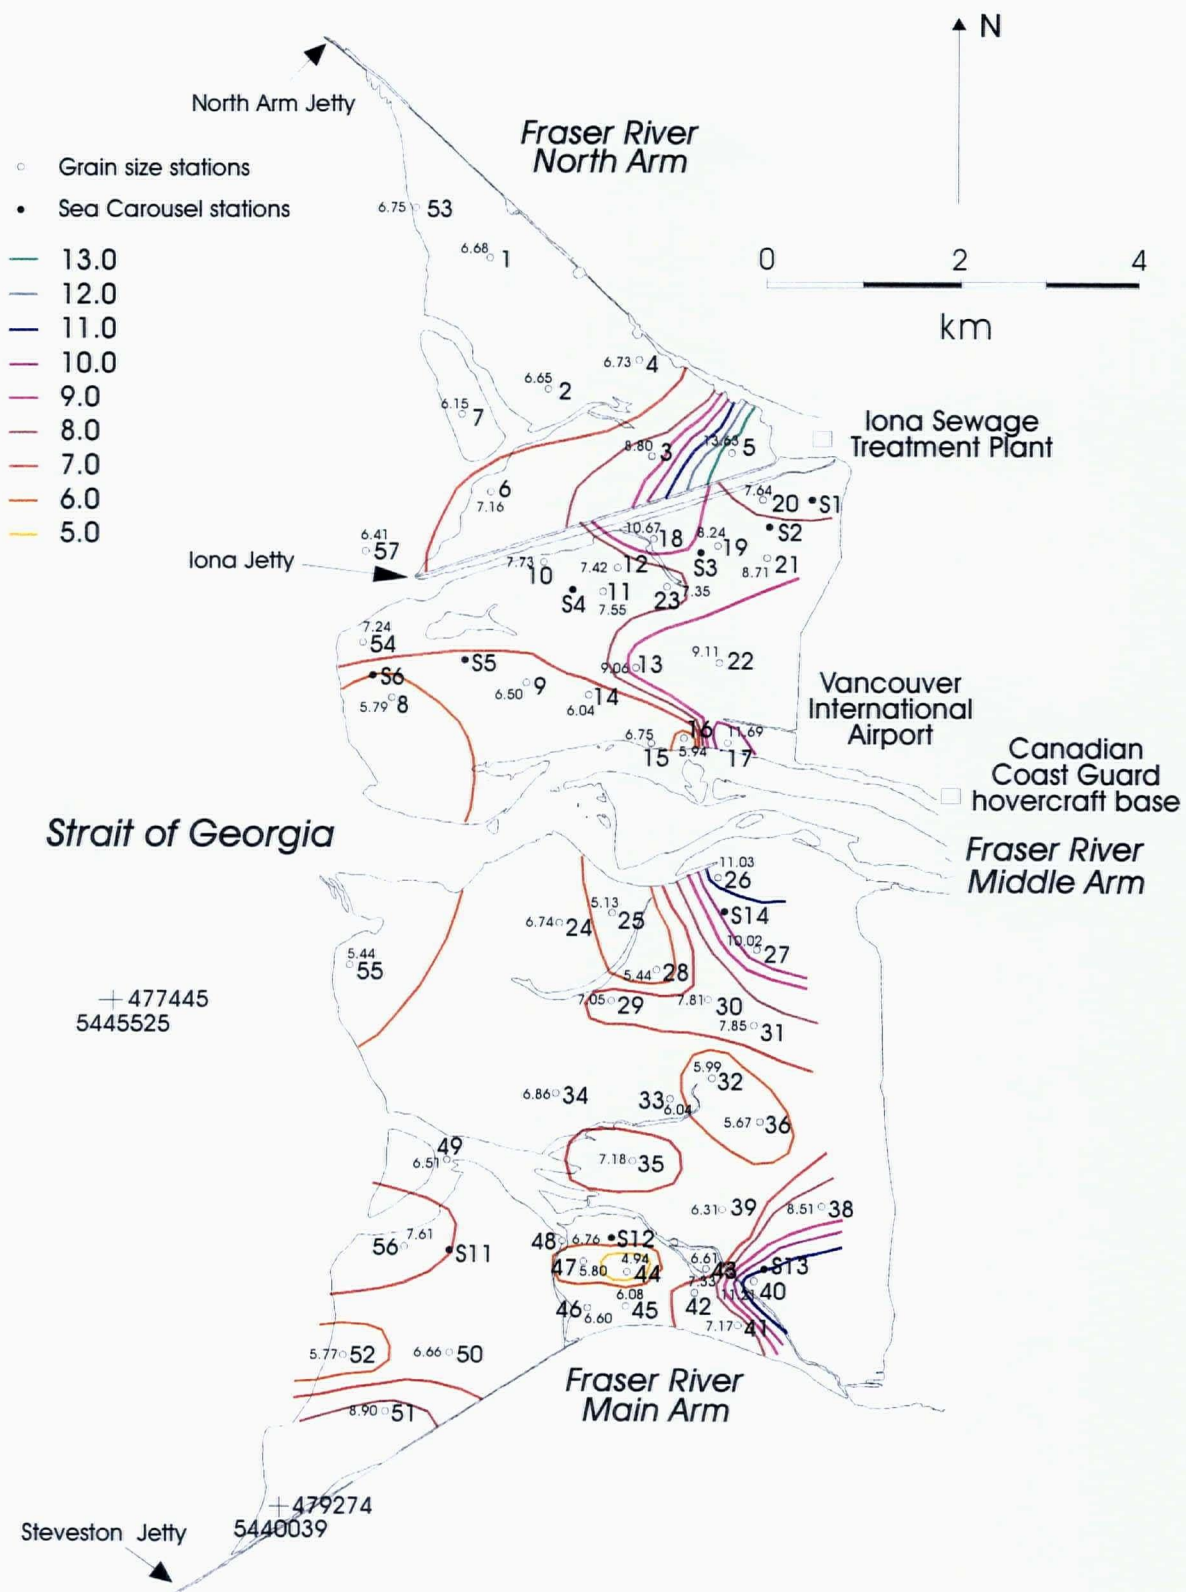 N
North Arm Jetty
Fraser River
North Arm
Grain size stations
Sea Carousel stations
13.0
12.0
11.0
10.0
9.0
8.0
7.0
6.0
5.0
0 2 4
km
6.75 53
6.68 1
6.73 4
6.65 2
6.15 7
8.80 3
13.63 5
Iona Sewage
Treatment Plant
6
7.16
7.64 20 S1
S2
6.41 57
10.67 18
8.24 19
S3
21
8.71
Iona Jetty
7.73 10
7.42 12
S4
11
7.55
23 7.35
7.24 54
S5
S6
5.79 8
6.50 9
14
6.04
9.06 13
9.11 22
Vancouver
International
Airport
6.75 15
16
5.94
11.69 17
Canadian
Coast Guard
hovercraft base
Strait of Georgia
Fraser River
Middle Arm
11.03 26
S14
10.02 27
6.74 24
5.13 25
5.44 55
5.44 28
7.05 29
7.81 30
7.85 31
477445
5445525
5.99 32
6.86 34
33 6.04
5.67 36
49
6.51
7.18 35
6.31 39
8.51 38
56 7.61
S11
48 6.76 S12
47 5.80
4.94 44
6.61 43
S13
7.33 42
11.21 40
46 6.60
6.08 45
7.17 41
5.77 52
6.66 50
8.90 51
Fraser River
Main Arm
479274
5440039
Steveston Jetty